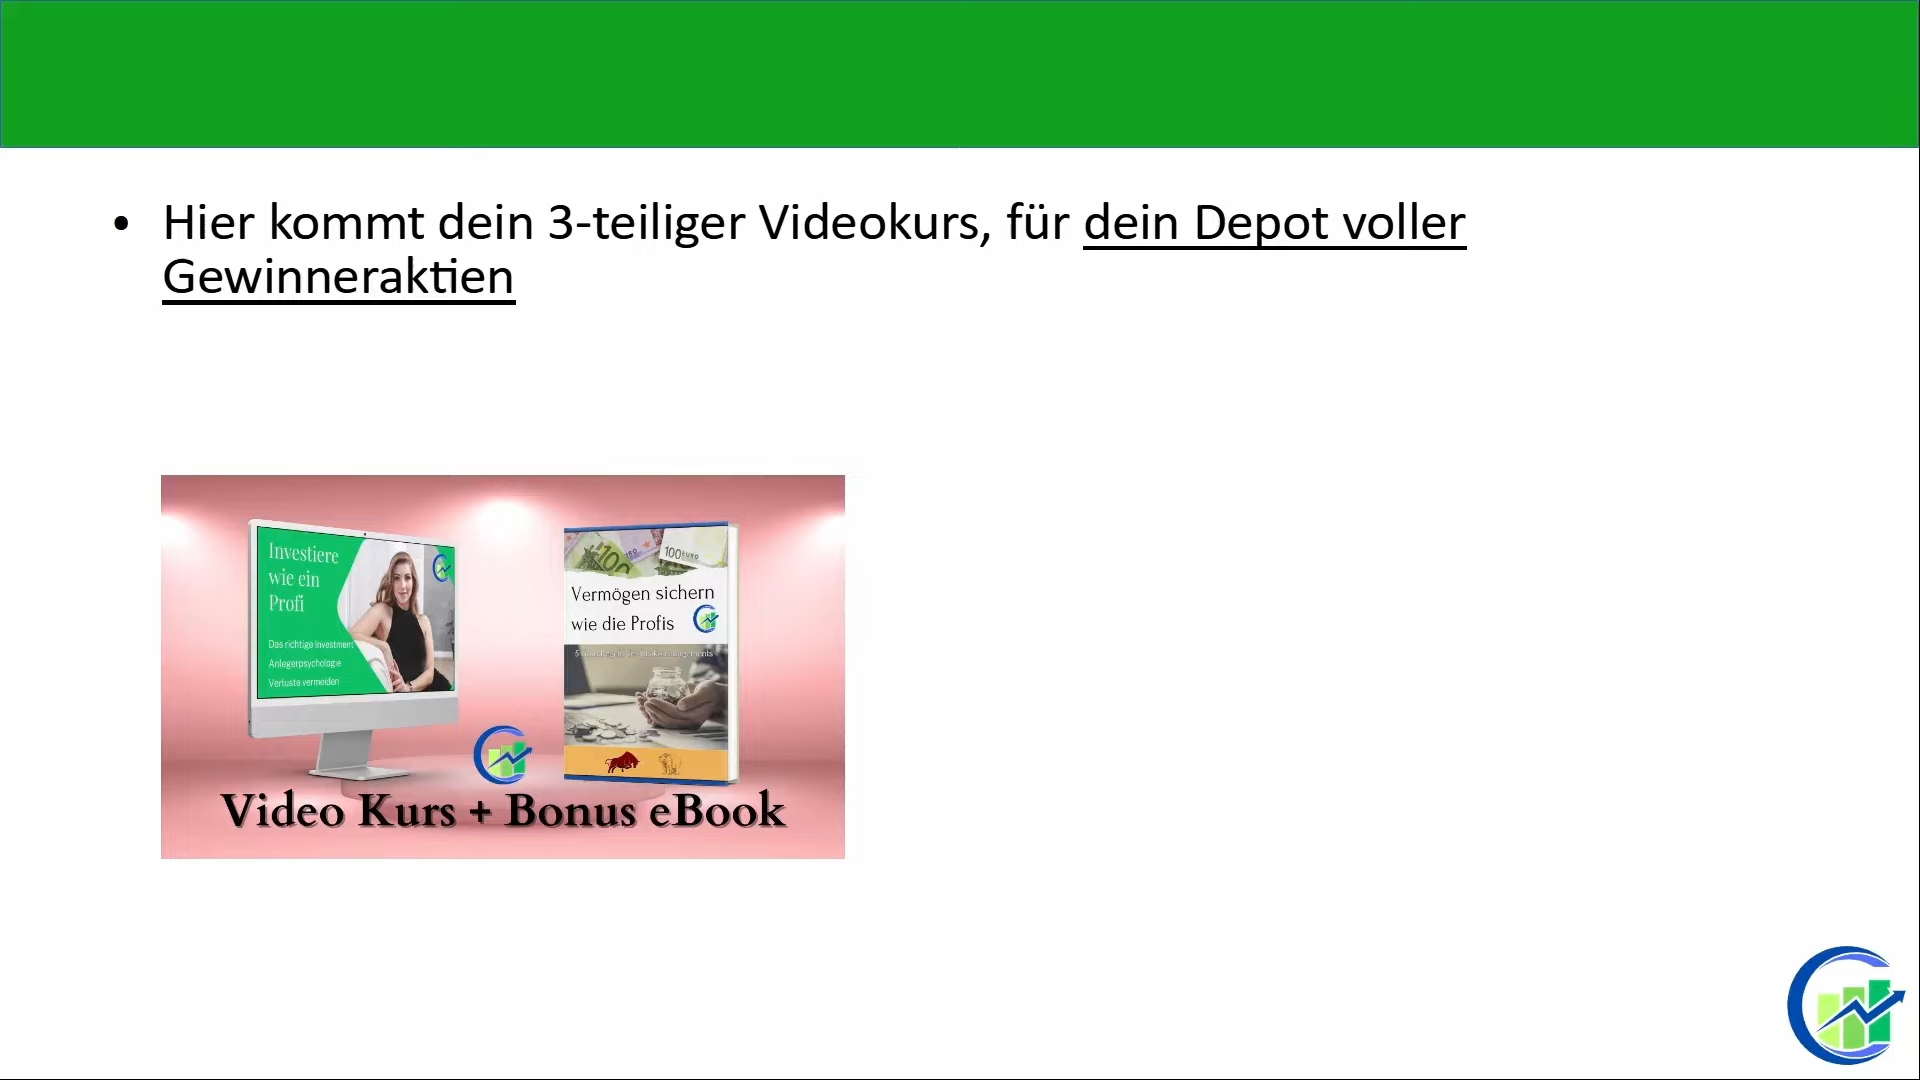 • Hier kommt dein 3-teiliger Videokurs, für dein Depot voller
Gewinneraktien
Investiere
wie ein
Profi
Das richtige Investment
Anlegerpsychologie
Verluste vermeiden
100
100 EURO
Vermögen sichern
wie die Profis
Video Kurs + Bonus eBook